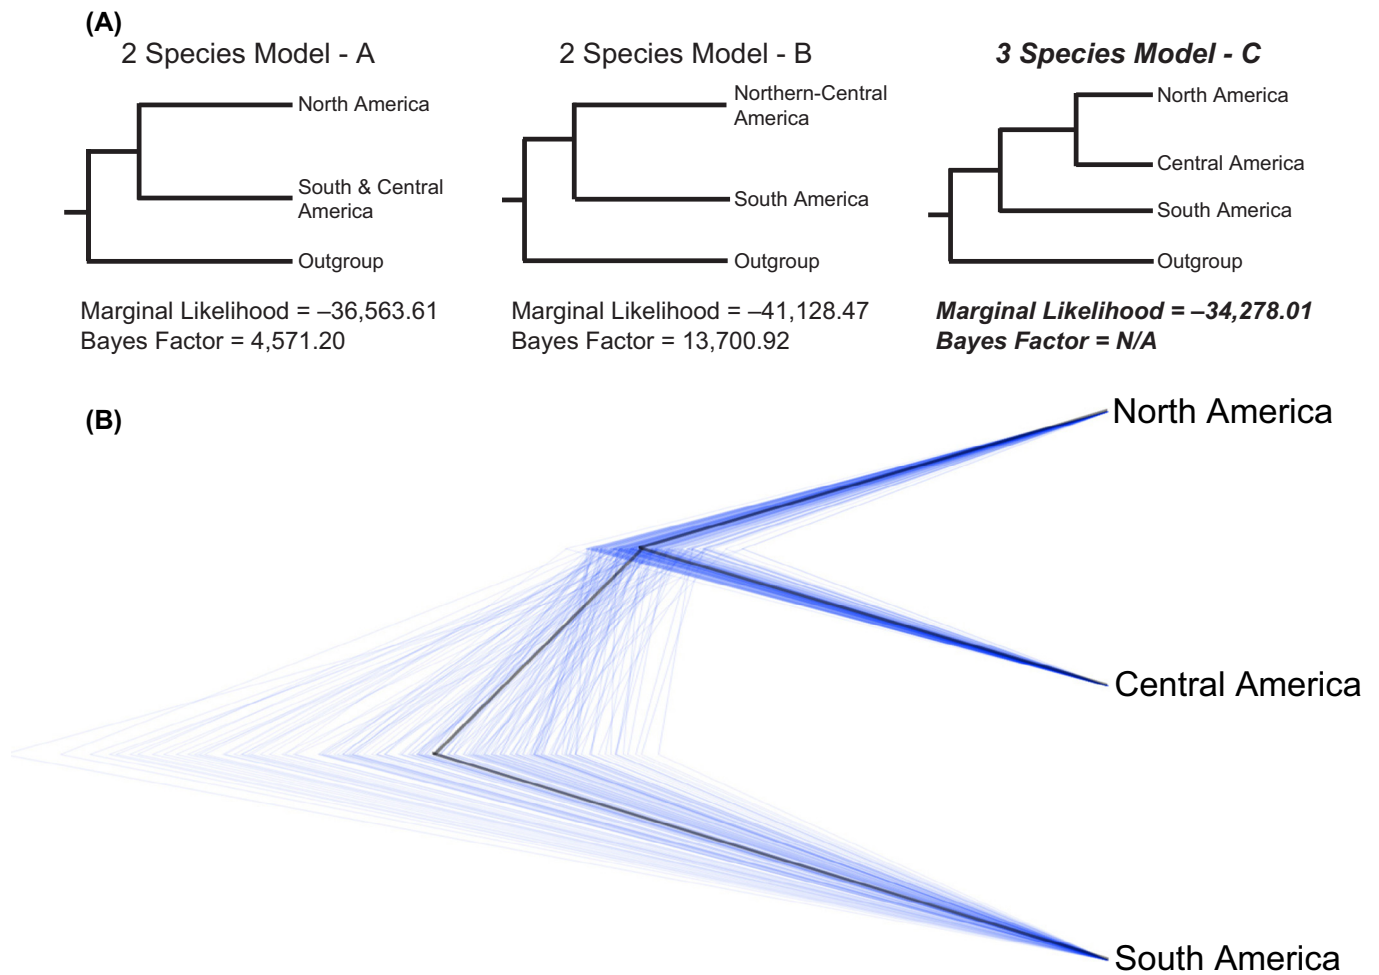 (A)
2 Species Model - A
North America
South & Central
America
Outgroup
Marginal Likelihood = –36,563.61
Bayes Factor = 4,571.20
2 Species Model - B
Northern-Central
America
South America
Outgroup
Marginal Likelihood = –41,128.47
Bayes Factor = 13,700.92
3 Species Model - C
North America
Central America
South America
Outgroup
Marginal Likelihood = –34,278.01
Bayes Factor = N/A
(B)
North America
Central America
South America